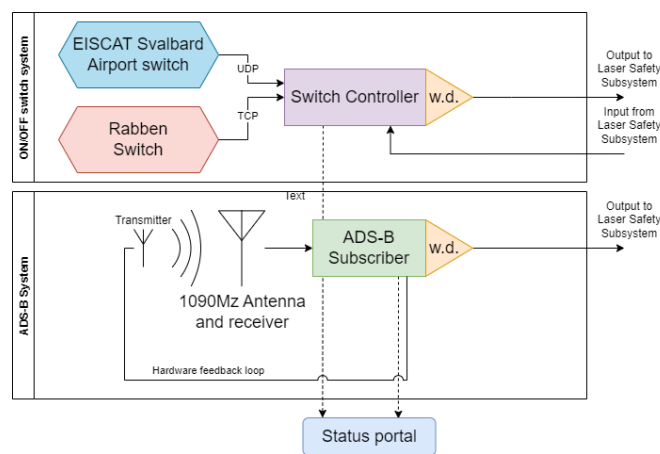 ON/OFF switch system
EISCAT Svalbard
Airport switch
UDP
TCP
Rabben
Switch
Switch Controller
w.d.
Output to
Laser Safety
Subsystem
Input from
Laser Safety
Subsystem
ADS-B System
Text
Transmitter
1090Mz Antenna
and receiver
ADS-B
Subscriber
w.d.
Output to
Laser Safety
Subsystem
Hardware feedback loop
Status portal